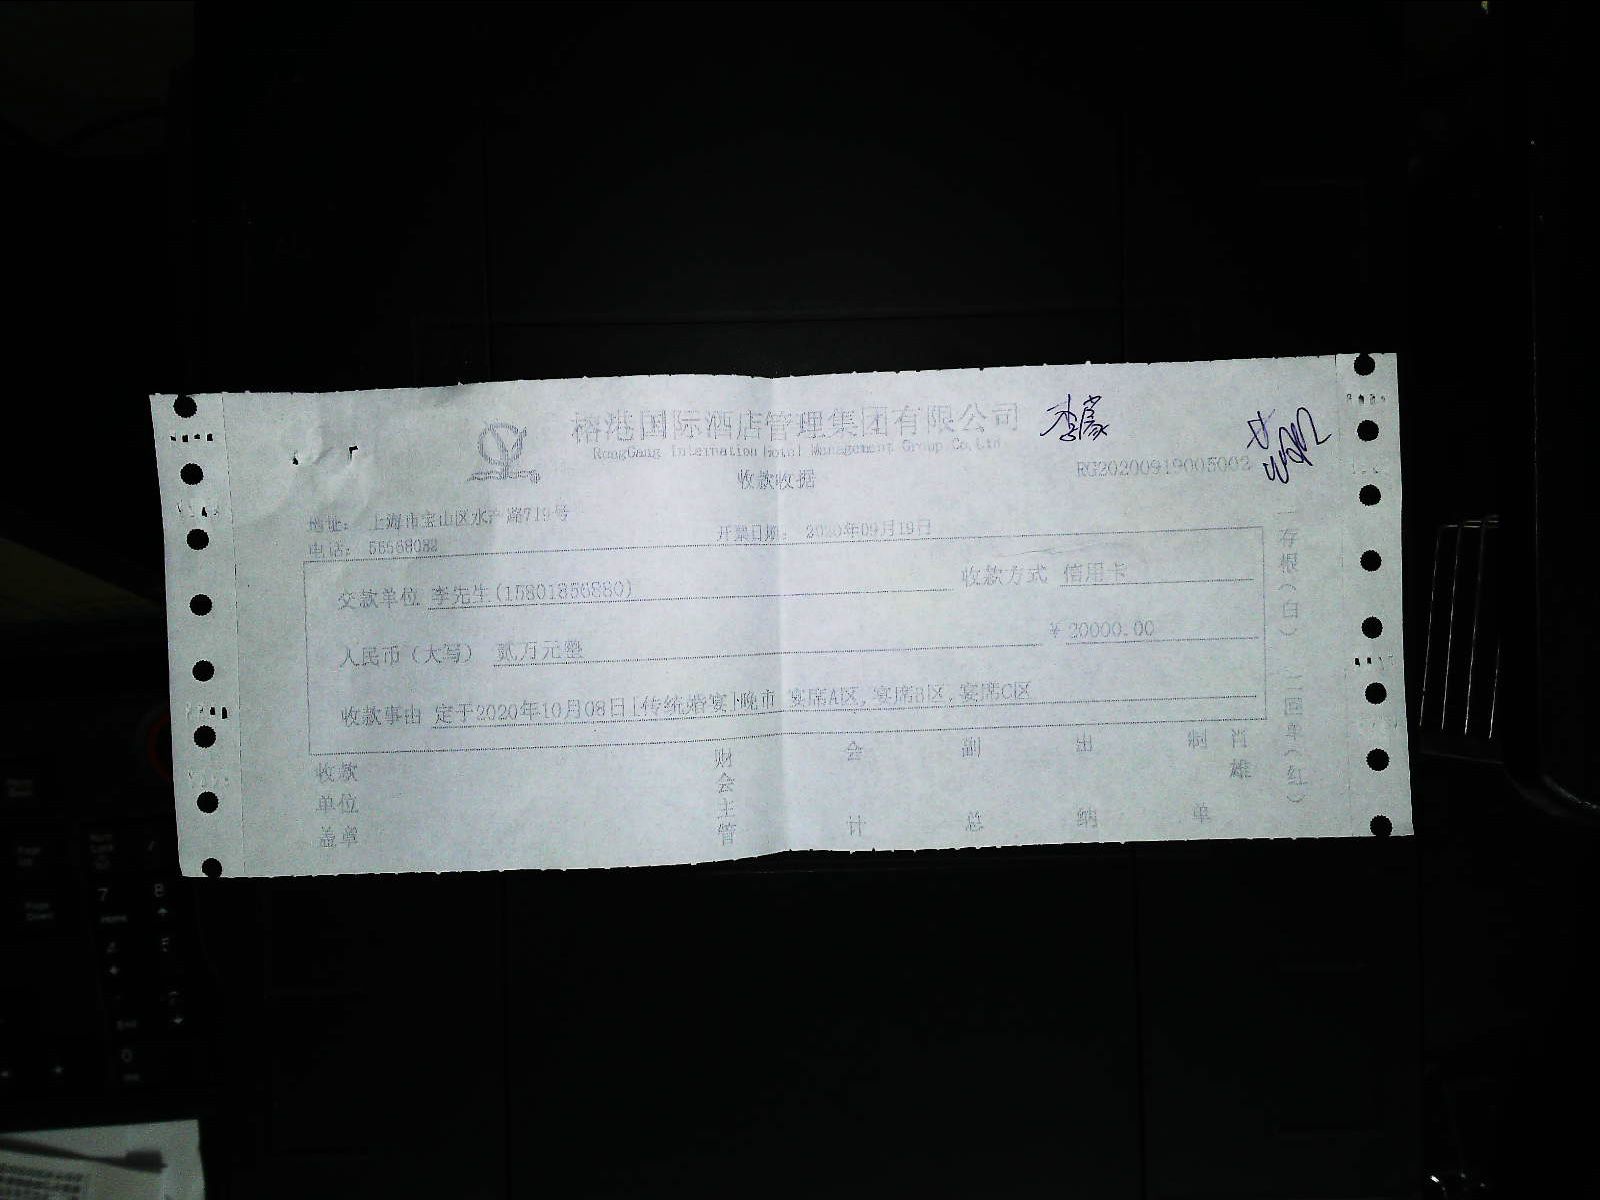 榕港国际酒店管理集团有限公司
RongGang Internation Hotel Management Group Co.Ltd
收款收据
RG20200919005002
地址： 上海市宝山区水产路719号
电话： 55568082
开票日期： 2020年09月19日
交款单位 李先生(15801856880)
收款方式 信用卡
人民币（大写） 贰万元整
￥20000.00
收款事由 定于2020年10月08日[传统婚宴]晚市 宴席A区,宴席B区,宴席C区
收款单位盖章
财会主管
会计
副总
出纳
制单
肖雄
一存根（白）
二回单（红）